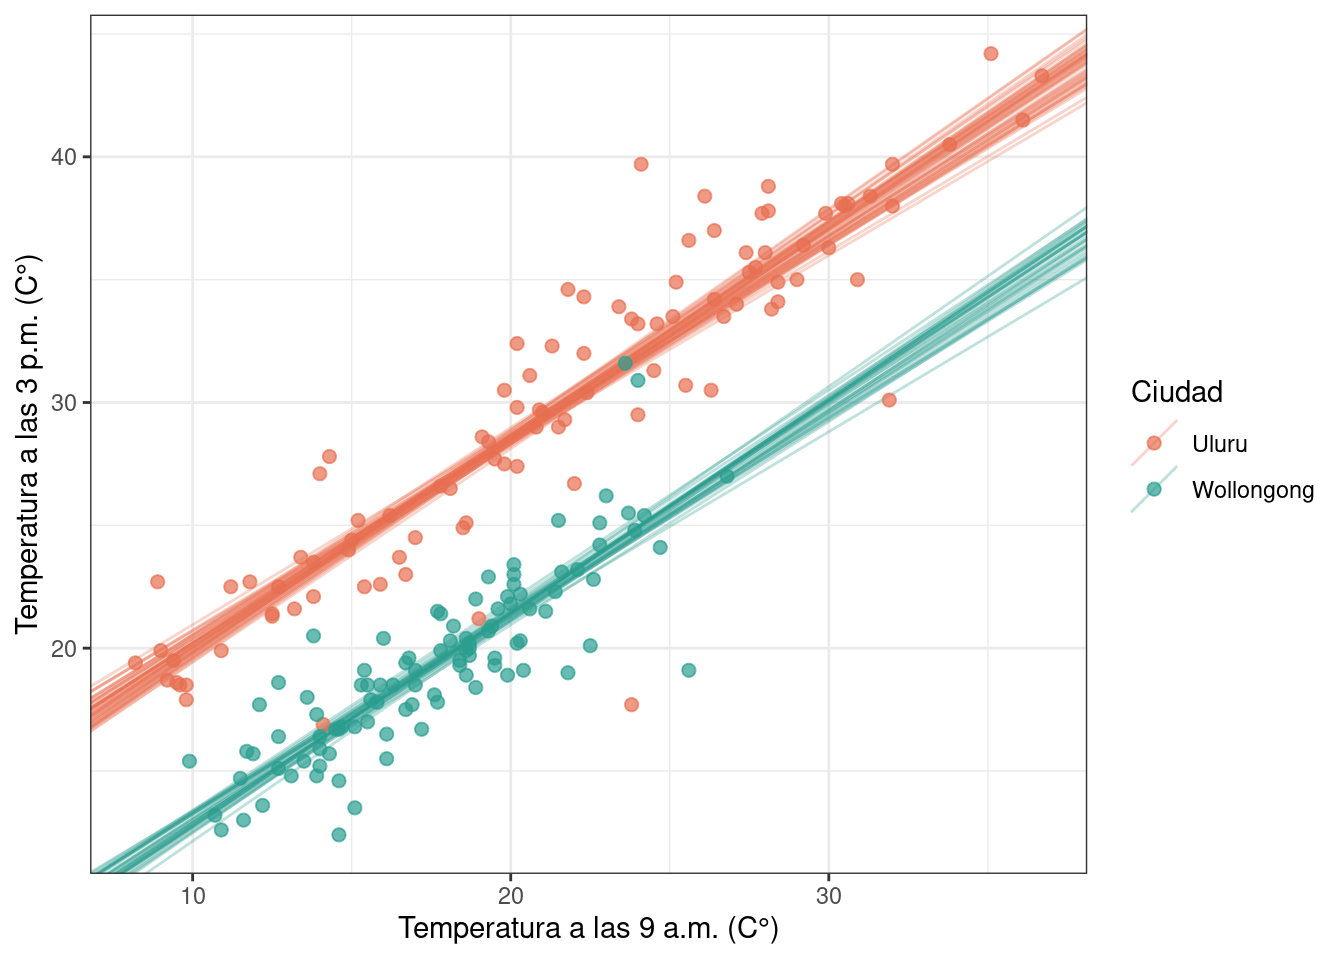 Temperatura a las 3 p.m. (C°)
40
30
20
10
20
30
Temperatura a las 9 a.m. (C°)
Ciudad
Uluru
Wollongong